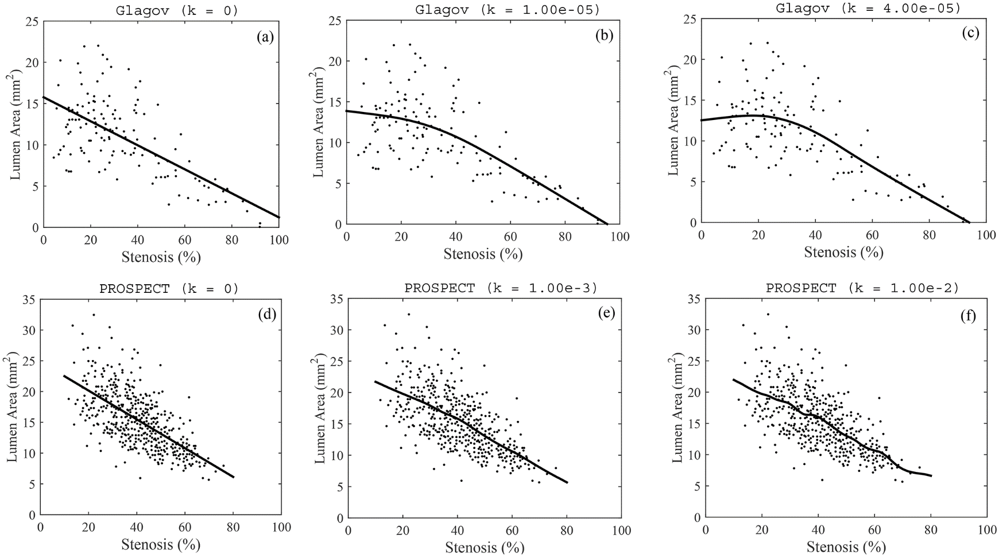 Glagov (k = 0)
(a)
25
20
15
10
5
0
0 20 40 60 80 100
Lumen Area (mm²)
Stenosis (%)
Glagov (k = 1.00e-05)
(b)
25
20
15
10
5
0
0 20 40 60 80 100
Lumen Area (mm²)
Stenosis (%)
Glagov (k = 4.00e-05)
(c)
25
20
15
10
5
0
0 20 40 60 80 100
Lumen Area (mm²)
Stenosis (%)
PROSPECT (k = 0)
(d)
35
30
25
20
15
10
5
0
0 20 40 60 80 100
Lumen Area (mm²)
Stenosis (%)
PROSPECT (k = 1.00e-3)
(e)
35
30
25
20
15
10
5
0
0 20 40 60 80 100
Lumen Area (mm²)
Stenosis (%)
PROSPECT (k = 1.00e-2)
(f)
35
30
25
20
15
10
5
0
0 20 40 60 80 100
Lumen Area (mm²)
Stenosis (%)